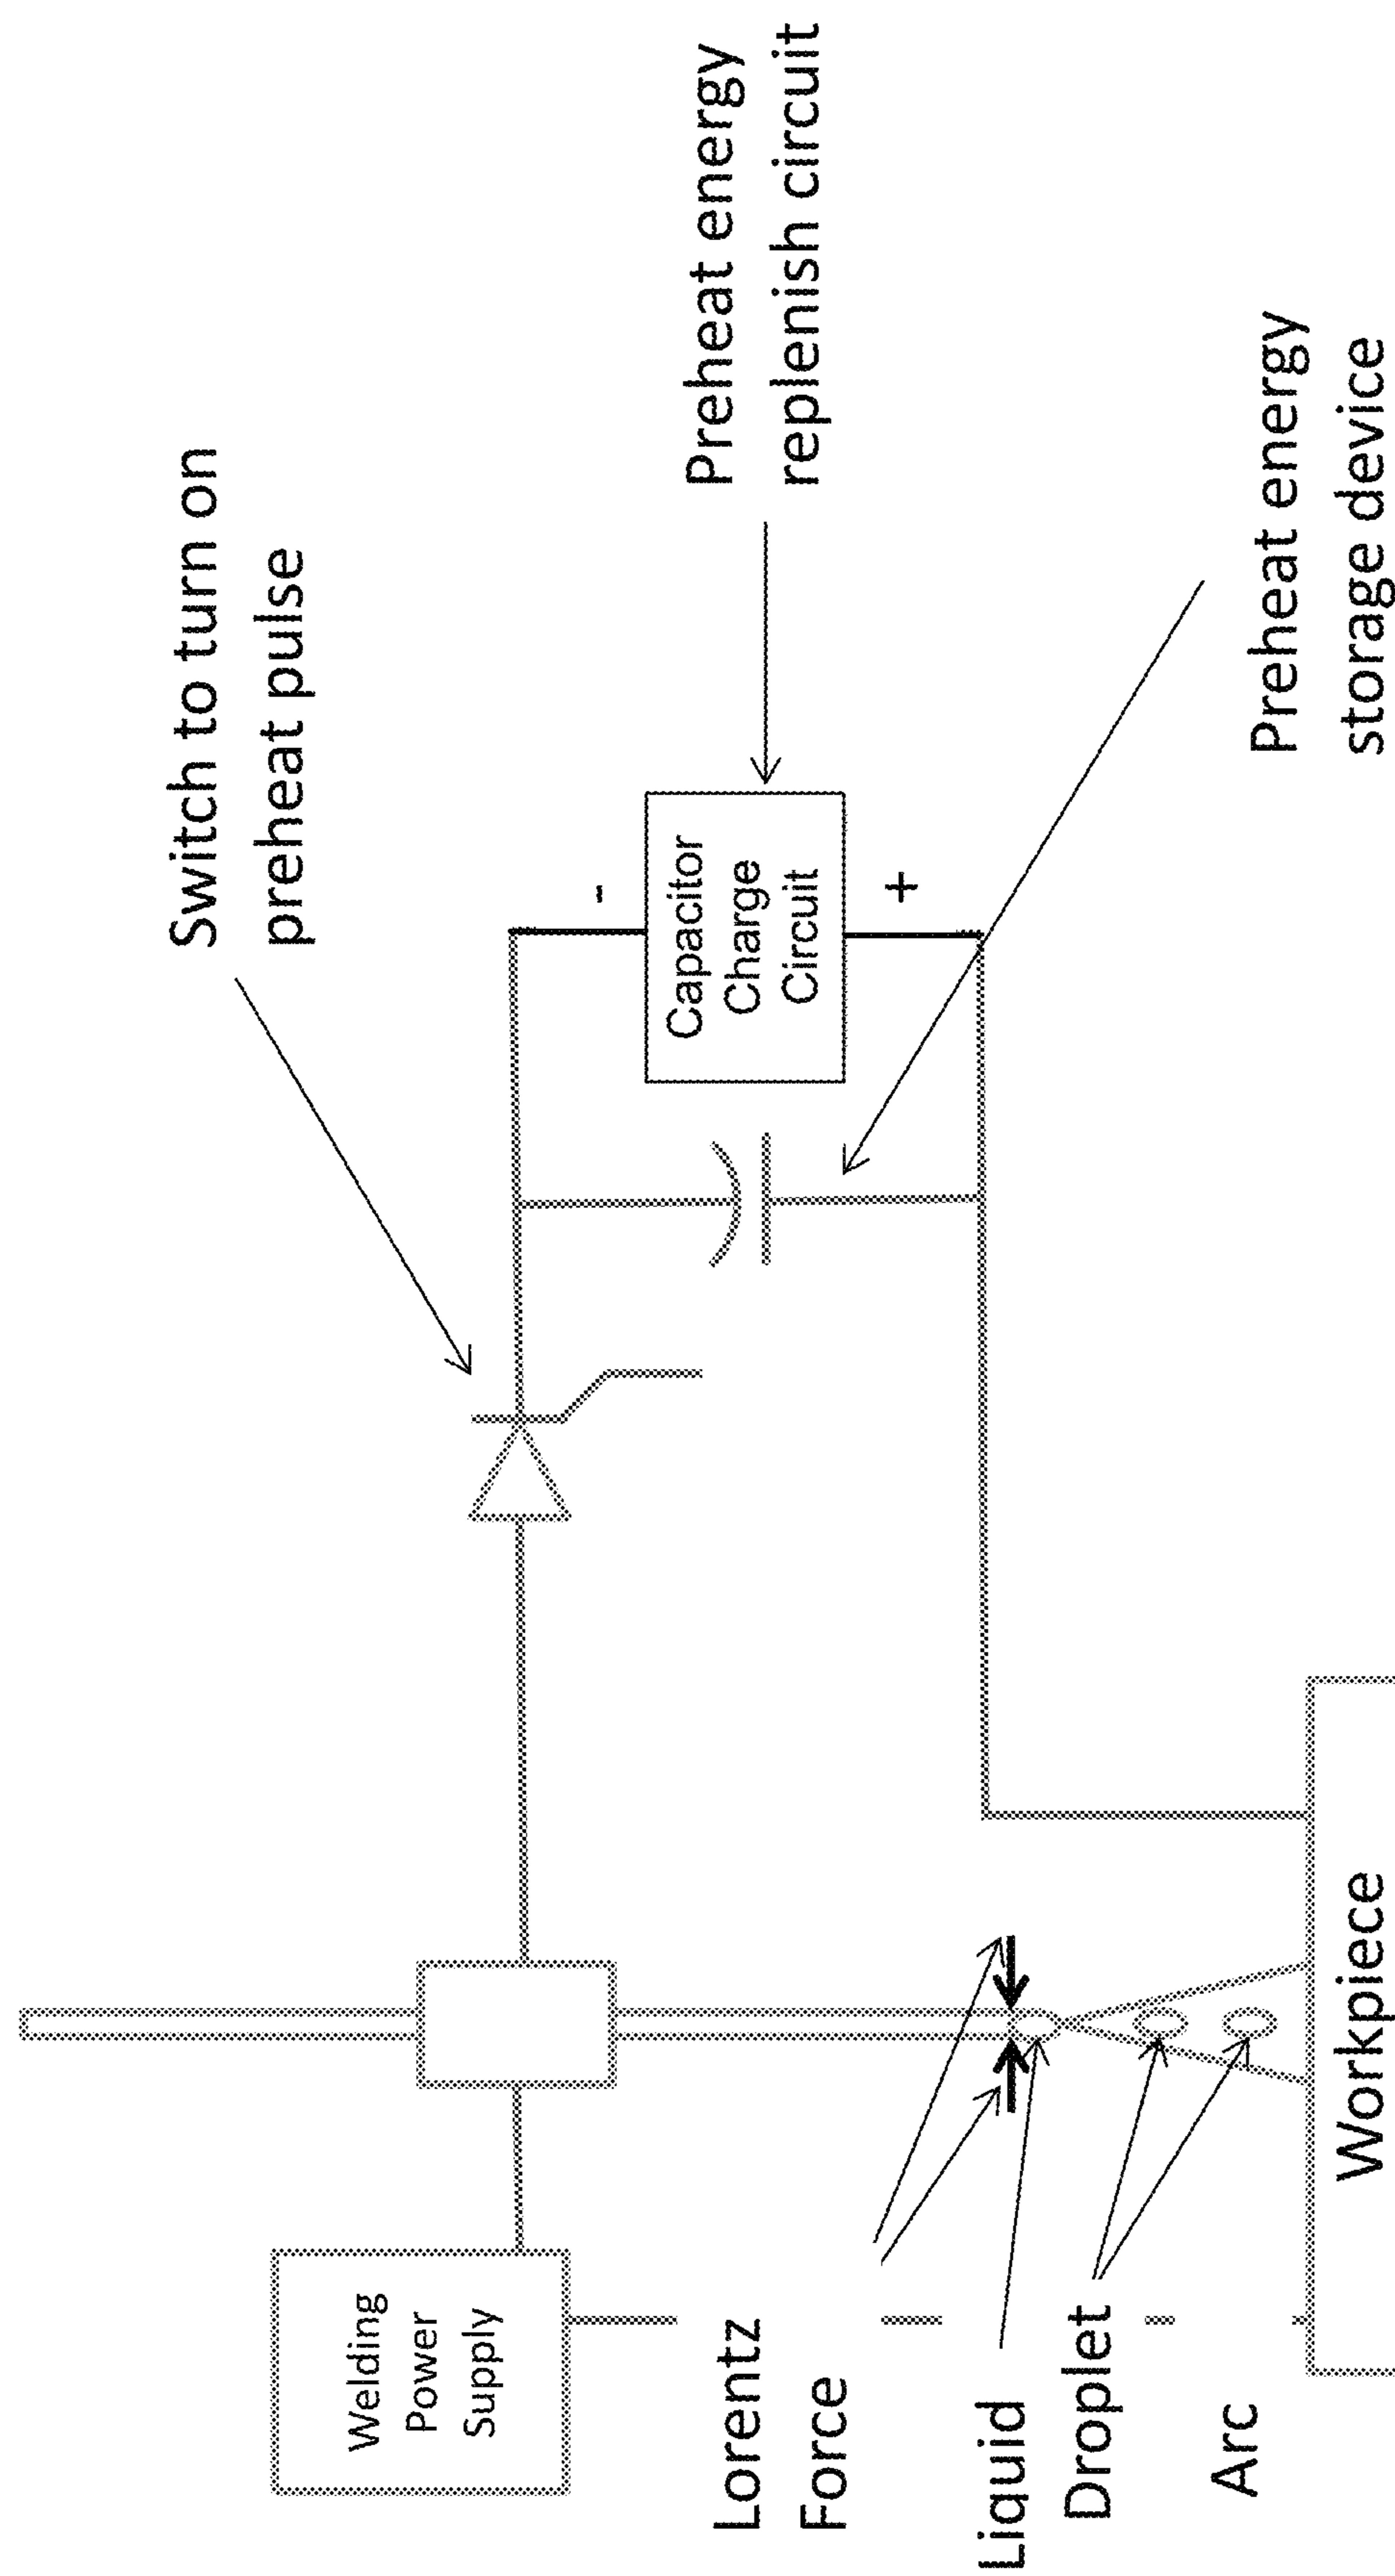 Switch to turn on
preheat pulse
Welding
Power
Supply
-
Capacitor
Charge
Circuit
+
Preheat energy
replenish circuit
Lorentz
Force
Liquid
Droplet
Arc
Workpiece
Preheat energy
storage device